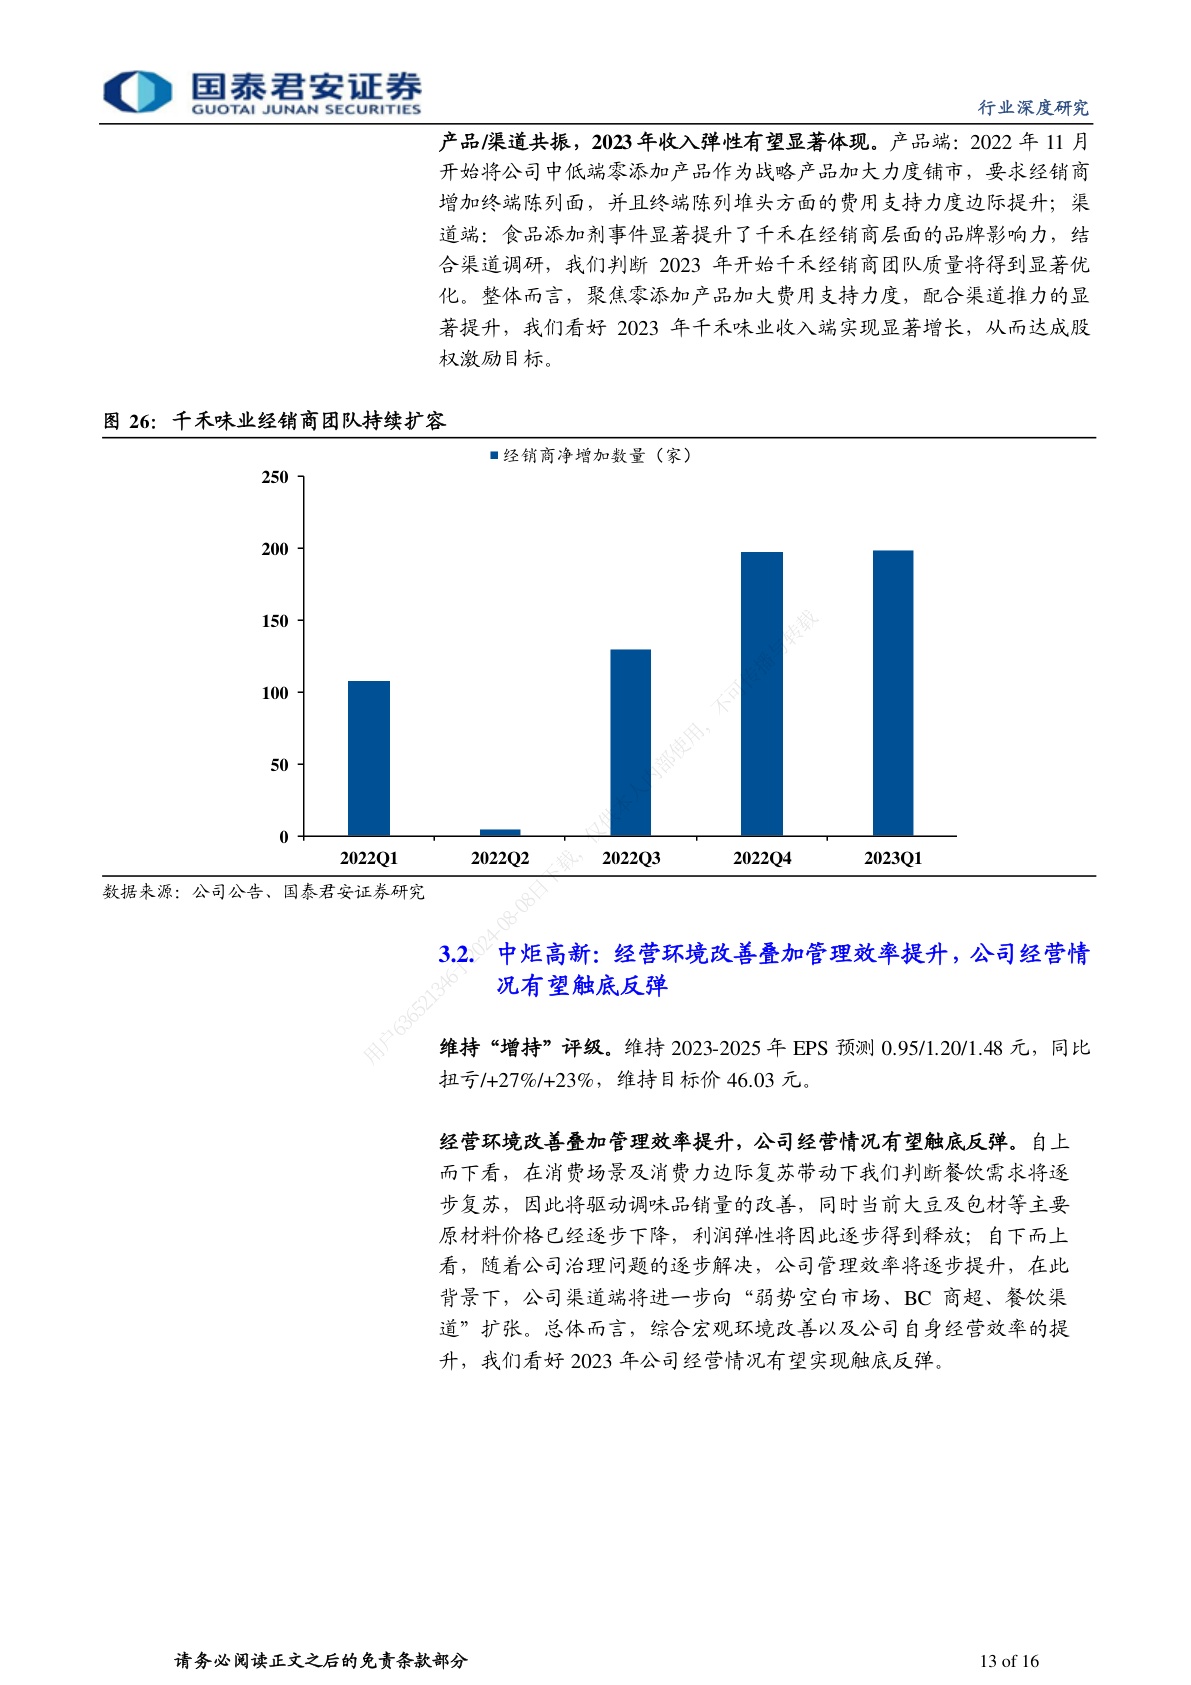 国泰君安证券
GUOTAI JUNAN SECURITIES
行业深度研究
产品/渠道共振，2023年收入弹性有望显著体现。产品端：2022 年 11 月
开始将公司中低端零添加产品作为战略产品加大力度铺市，要求经销商
增加终端陈列面，并且终端陈列堆头方面的费用支持力度边际提升；渠
道端：食品添加剂事件显著提升了千禾在经销商层面的品牌影响力，结
合渠道调研，我们判断 2023 年开始千禾经销商团队质量将得到显著优
化。整体而言，聚焦零添加产品加大费用支持力度，配合渠道推力的显
著提升，我们看好 2023 年千禾味业收入端实现显著增长，从而达成股
权激励目标。
图 26：千禾味业经销商团队持续扩容
经销商净增加数量（家）
250
200
150
100
50
0
2022Q1 2022Q2 2022Q3 2022Q4 2023Q1
数据来源：公司公告、国泰君安证券研究
3.2. 中炬高新：经营环境改善叠加管理效率提升，公司经营情
况有望触底反弹
维持“增持”评级。维持 2023-2025 年 EPS 预测 0.95/1.20/1.48 元，同比
扭亏/+27%/+23%，维持目标价 46.03 元。
经营环境改善叠加管理效率提升，公司经营情况有望触底反弹。自上
而下看，在消费场景及消费力边际复苏带动下我们判断餐饮需求将逐
步复苏，因此将驱动调味品销量的改善，同时当前大豆及包材等主要
原材料价格已经逐步下降，利润弹性将因此逐步得到释放；自下而上
看，随着公司治理问题的逐步解决，公司管理效率将逐步提升，在此
背景下，公司渠道端将进一步向“弱势空白市场、BC 商超、餐饮渠
道”扩张。总体而言，综合宏观环境改善以及公司自身经营效率的提
升，我们看好 2023 年公司经营情况有望实现触底反弹。
请务必阅读正文之后的免责条款部分
13 of 16